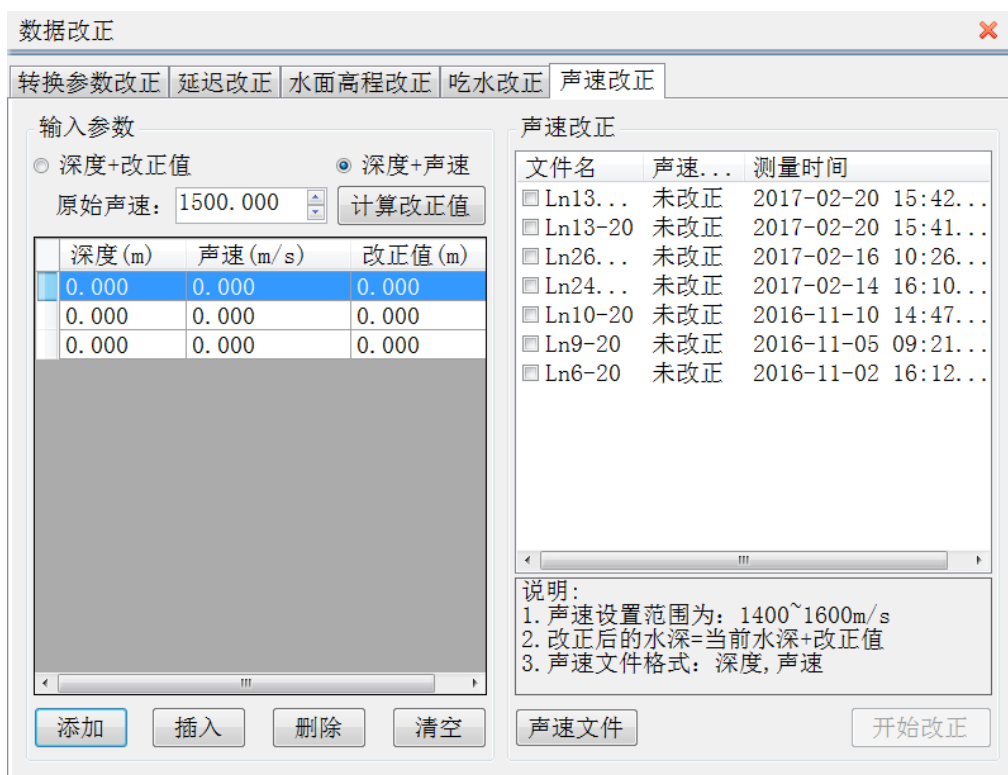 数据改正
转换参数改正 延迟改正 水面高程改正 吃水改正 声速改正
输入参数
深度+改正值 深度+声速
原始声速: 1500.000 计算改正值
深度(m) 声速(m/s) 改正值(m)
0.000 0.000 0.000
0.000 0.000 0.000
0.000 0.000 0.000
添加 插入 删除 清空
声速改正
文件名 声速... 测量时间
Ln13... 未改正 2017-02-20 15:42...
Ln13-20 未改正 2017-02-20 15:41...
Ln26... 未改正 2017-02-16 10:26...
Ln24... 未改正 2017-02-14 16:10...
Ln10-20 未改正 2016-11-10 14:47...
Ln9-20 未改正 2016-11-05 09:21...
Ln6-20 未改正 2016-11-02 16:12...
说明:
1.声速设置范围为: 1400~1600m/s
2.改正后的水深=当前水深+改正值
3.声速文件格式: 深度,声速
声速文件 开始改正